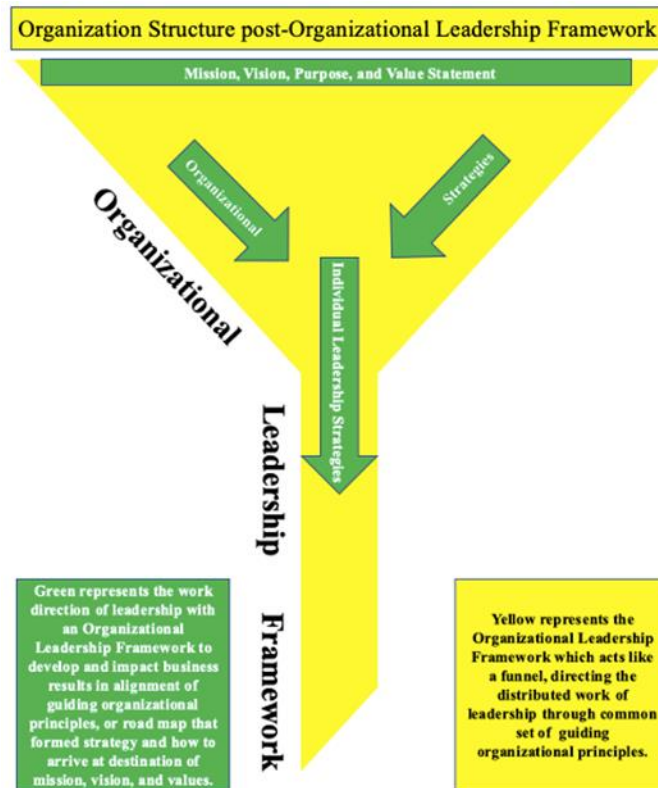 Organization Structure post-Organizational Leadership Framework
Mission, Vision, Purpose, and Value Statement
Organizational
Strategies
Individual Leadership Strategies
Organizational
Leadership
Framework
Green represents the work
direction of leadership with
an Organizational
Leadership Framework to
develop and impact business
results in alignment of
guiding organizational
principles, or road map that
formed strategy and how to
arrive at destination of
mission, vision, and values.
Yellow represents the
Organizational Leadership
Framework which acts like
a funnel, directing the
distributed work of
leadership through common
set of guiding
organizational principles.